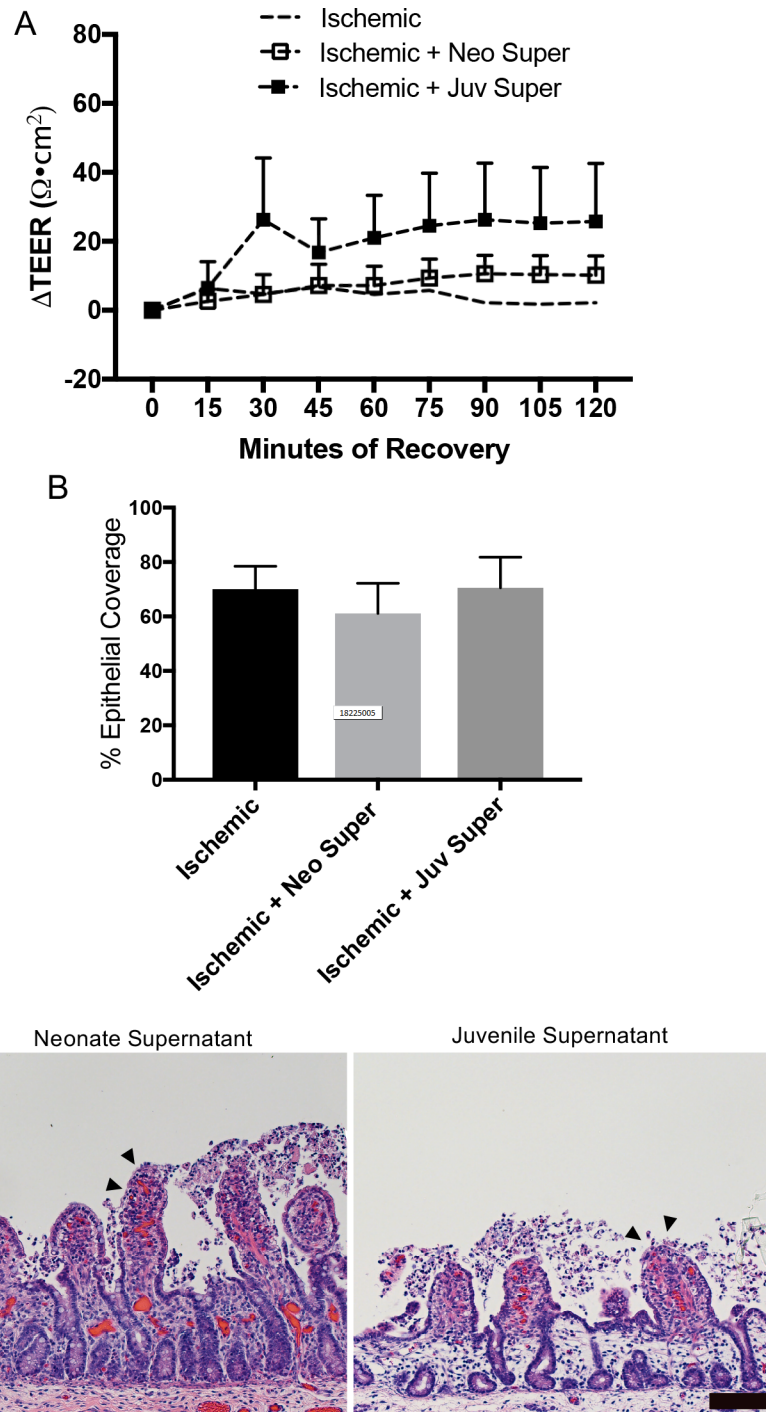 A
Ischemic
Ischemic + Neo Super
Ischemic + Juv Super
80
60
40
20
0
-20
ΔTEER (Ω•cm²)
0 15 30 45 60 75 90 105 120
Minutes of Recovery
B
100
80
60
40
20
0
% Epithelial Coverage
18225005
Ischemic
Ischemic + Neo Super
Ischemic + Juv Super
Neonate Supernatant
Juvenile Supernatant